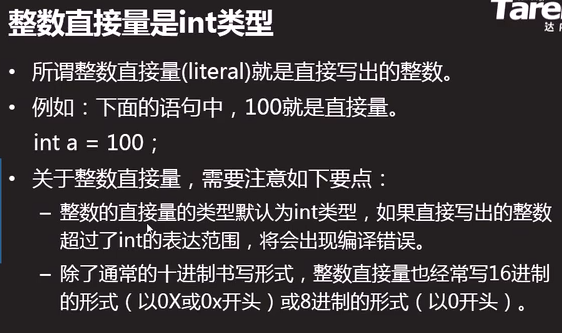 整数直接量是int类型
Tare
达
• 所谓整数直接量(literal)就是直接写出的整数。
• 例如：下面的语句中，100就是直接量。
int a = 100；
• 关于整数直接量，需要注意如下要点：
– 整数的直接量的类型默认为int类型，如果直接写出的整数
超过了int的表达范围，将会出现编译错误。
– 除了通常的十进制书写形式，整数直接量也经常写16进制
的形式（以0X或0x开头）或8进制的形式（以0开头）。